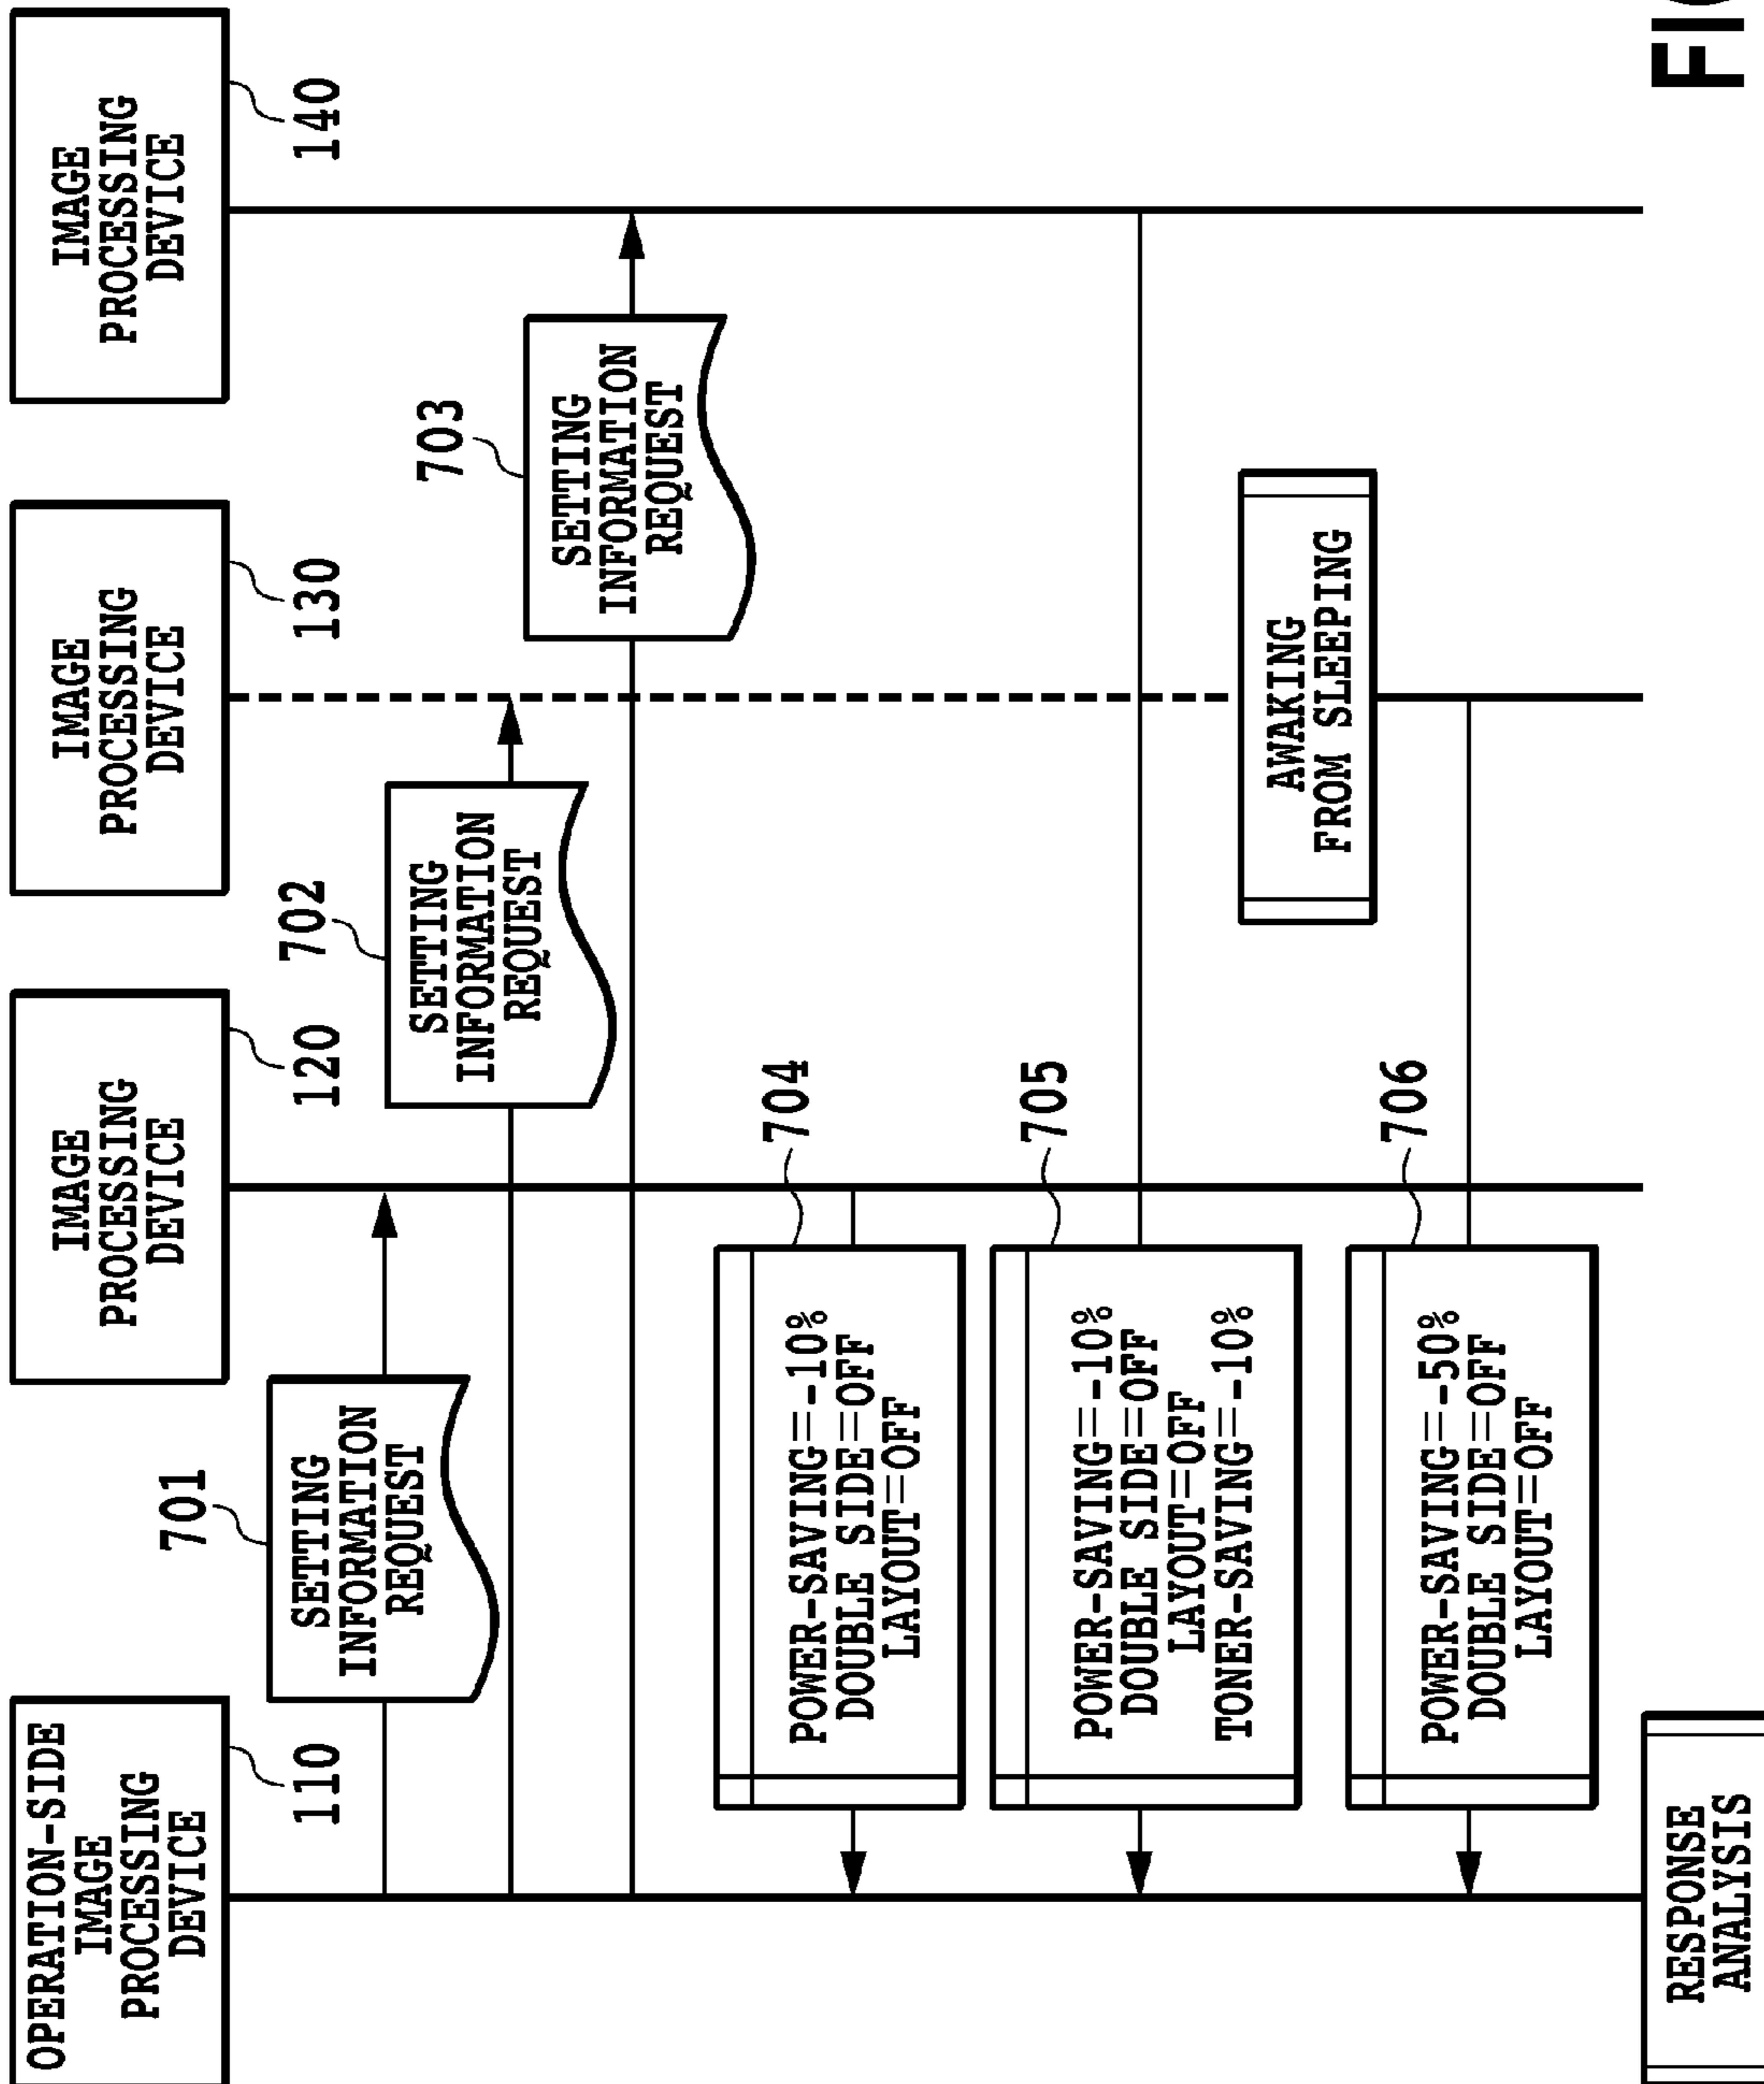 OPERATION-SIDE
IMAGE
PROCESSING
DEVICE
110
IMAGE
PROCESSING
DEVICE
120
IMAGE
PROCESSING
DEVICE
130
IMAGE
PROCESSING
DEVICE
140
701
SETTING
INFORMATION
REQUEST
702
SETTING
INFORMATION
REQUEST
703
SETTING
INFORMATION
REQUEST
704
POWER-SAVING=-10%
DOUBLE SIDE=OFF
LAYOUT=OFF
705
POWER-SAVING=-10%
DOUBLE SIDE=OFF
LAYOUT=OFF
TONER-SAVING=-10%
AWAKING
FROM SLEEPING
706
POWER-SAVING=-50%
DOUBLE SIDE=OFF
LAYOUT=OFF
RESPONSE
ANALYSIS